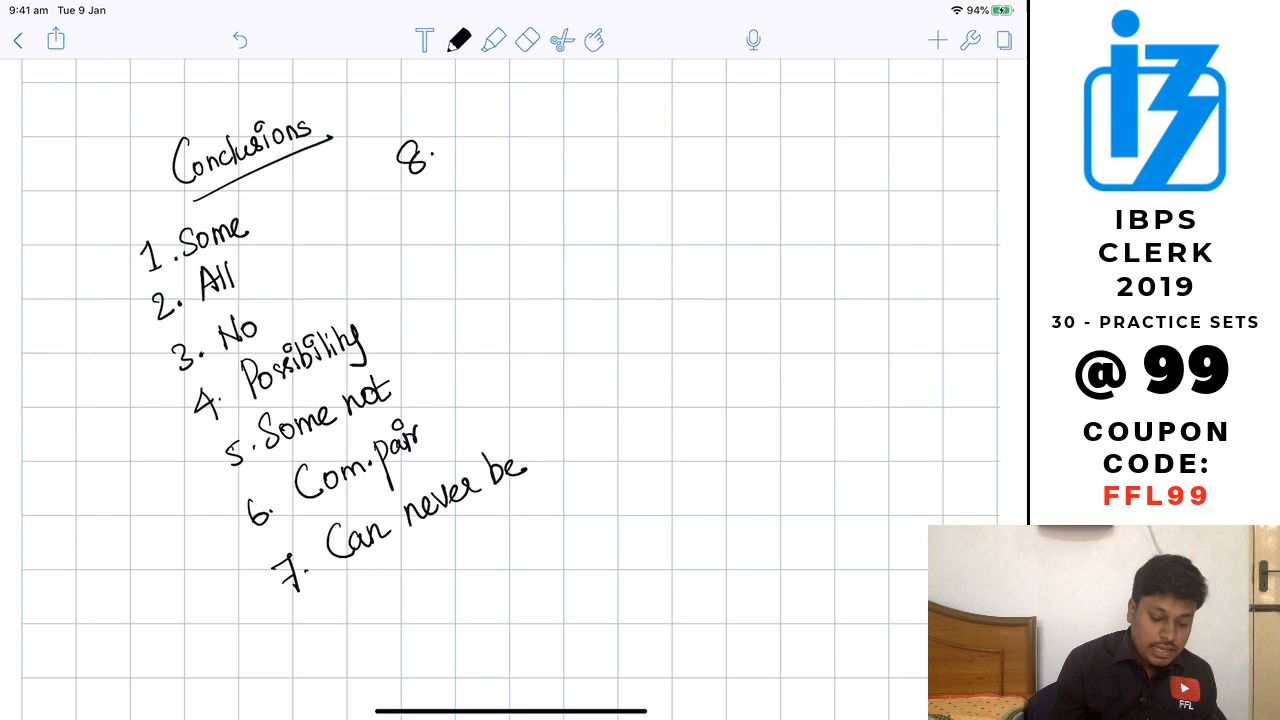 9:41 am Tue 9 Jan
94%
T
Conclusions
8.
1. Some
2. All
3. No
4. Possibility
5. Some not
6. Com.pair
7. Can never be
IBPS
CLERK
2019
30 - PRACTICE SETS
@ 99
COUPON
CODE:
FFL99
FFL